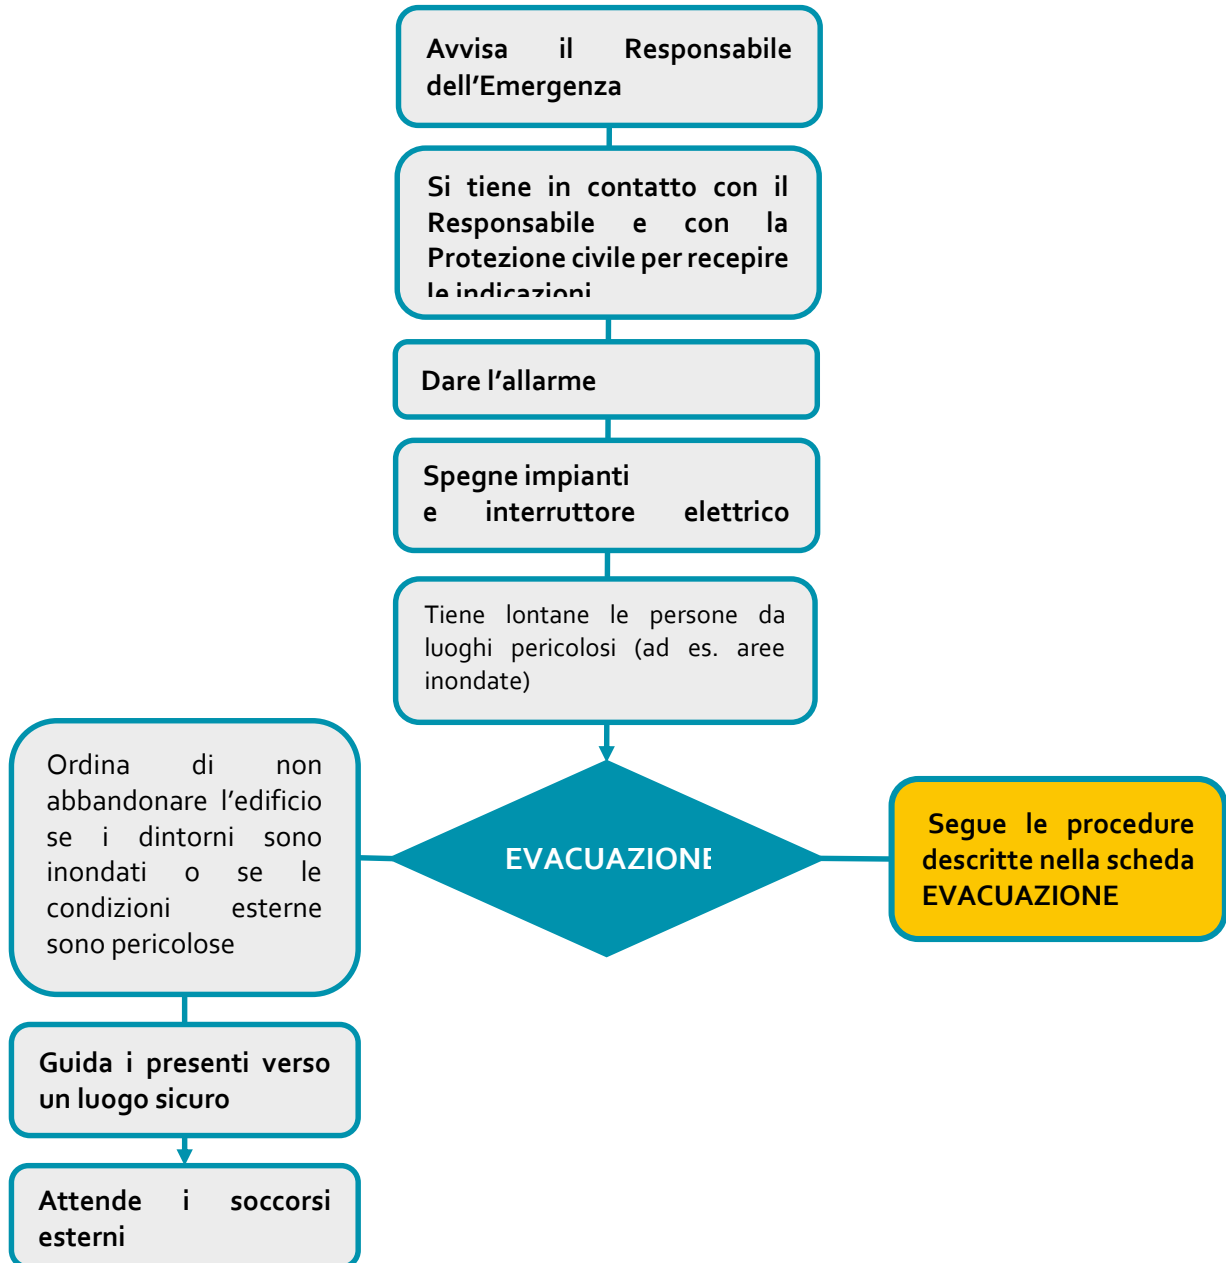 Avvisa il Responsabile
dell'Emergenza
Si tiene in contatto con il
Responsabile e con la
Protezione civile per recepire
le indicazioni
Dare l'allarme
Spegne impianti
e interruttore elettrico
Tiene lontane le persone da
luoghi pericolosi (ad es. aree
inondate)
Ordina di non
abbandonare l'edificio
se i dintorni sono
inondati o se le
condizioni esterne
sono pericolose
EVACUAZIONE
Segue le procedure
descritte nella scheda
EVACUAZIONE
Guida i presenti verso
un luogo sicuro
Attende i soccorsi
esterni